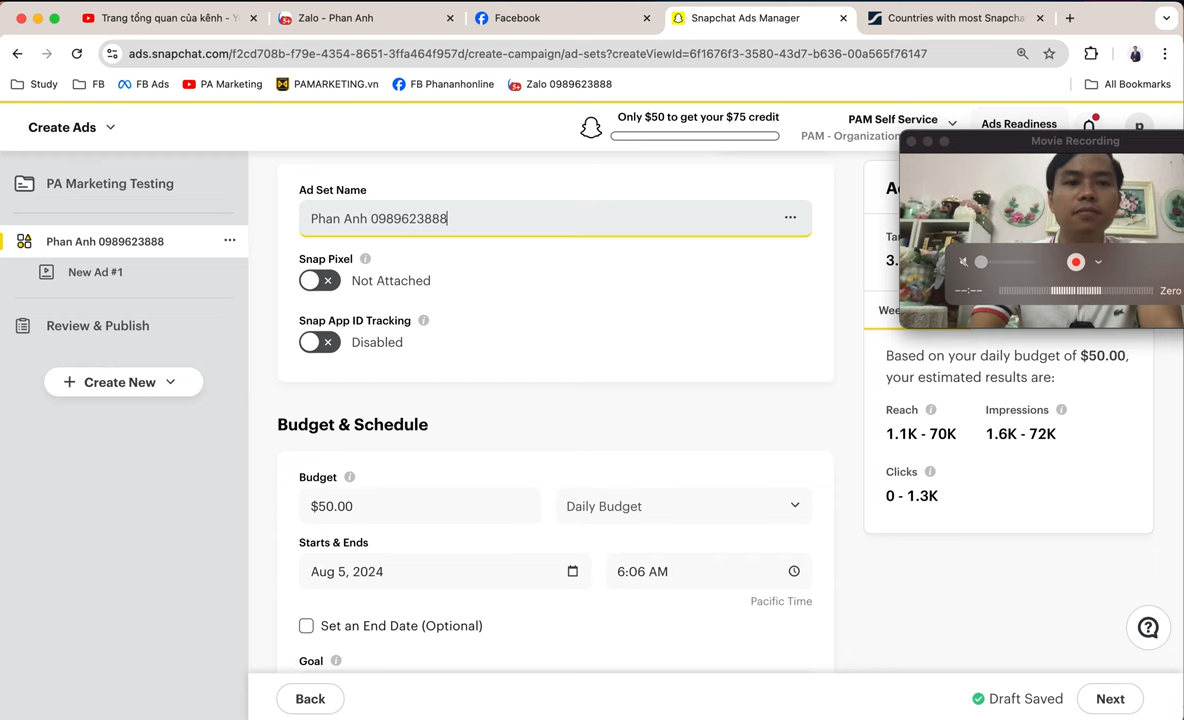 Trang tổng quan của kênh - Y
Zalo - Phan Anh
Facebook
Snapchat Ads Manager
Countries with most Snapcha
ads.snapchat.com/f2cd708b-f79e-4354-8651-3ffa464f957d/create-campaign/ad-sets?createViewId=6f1676f3-3580-43d7-b636-00a565f76147
Study
FB
FB Ads
PA Marketing
PAMARKETING.vn
FB Phananhonline
Zalo 0989623888
All Bookmarks
Create Ads
Only $50 to get your $75 credit
PAM Self Service
PAM - Organizatio
Ads Readiness
p
Movie Recording
--:--
Zero
PA Marketing Testing
Phan Anh 0989623888
New Ad #1
Review & Publish
+ Create New
Ad Set Name
Phan Anh 0989623888
Snap Pixel
Not Attached
Snap App ID Tracking
Disabled
Budget & Schedule
Budget
$50.00
Daily Budget
Starts & Ends
Aug 5, 2024
6:06 AM
Pacific Time
Set an End Date (Optional)
Goal
Back
Draft Saved
Next
A
Ta
3.
Wee
Based on your daily budget of $50.00,
your estimated results are:
Reach
Impressions
1.1K - 70K
1.6K - 72K
Clicks
0 - 1.3K